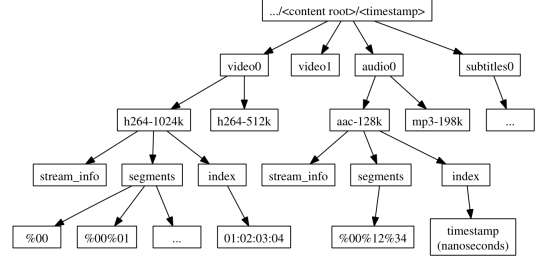 .../<content root>/<timestamp>
video0
video1
audio0
subtitles0
h264-1024k
h264-512k
aac-128k
mp3-198k
...
stream_info
segments
index
stream_info
segments
index
%00
%00%01
...
01:02:03:04
%00%12%34
timestamp
(nanoseconds)